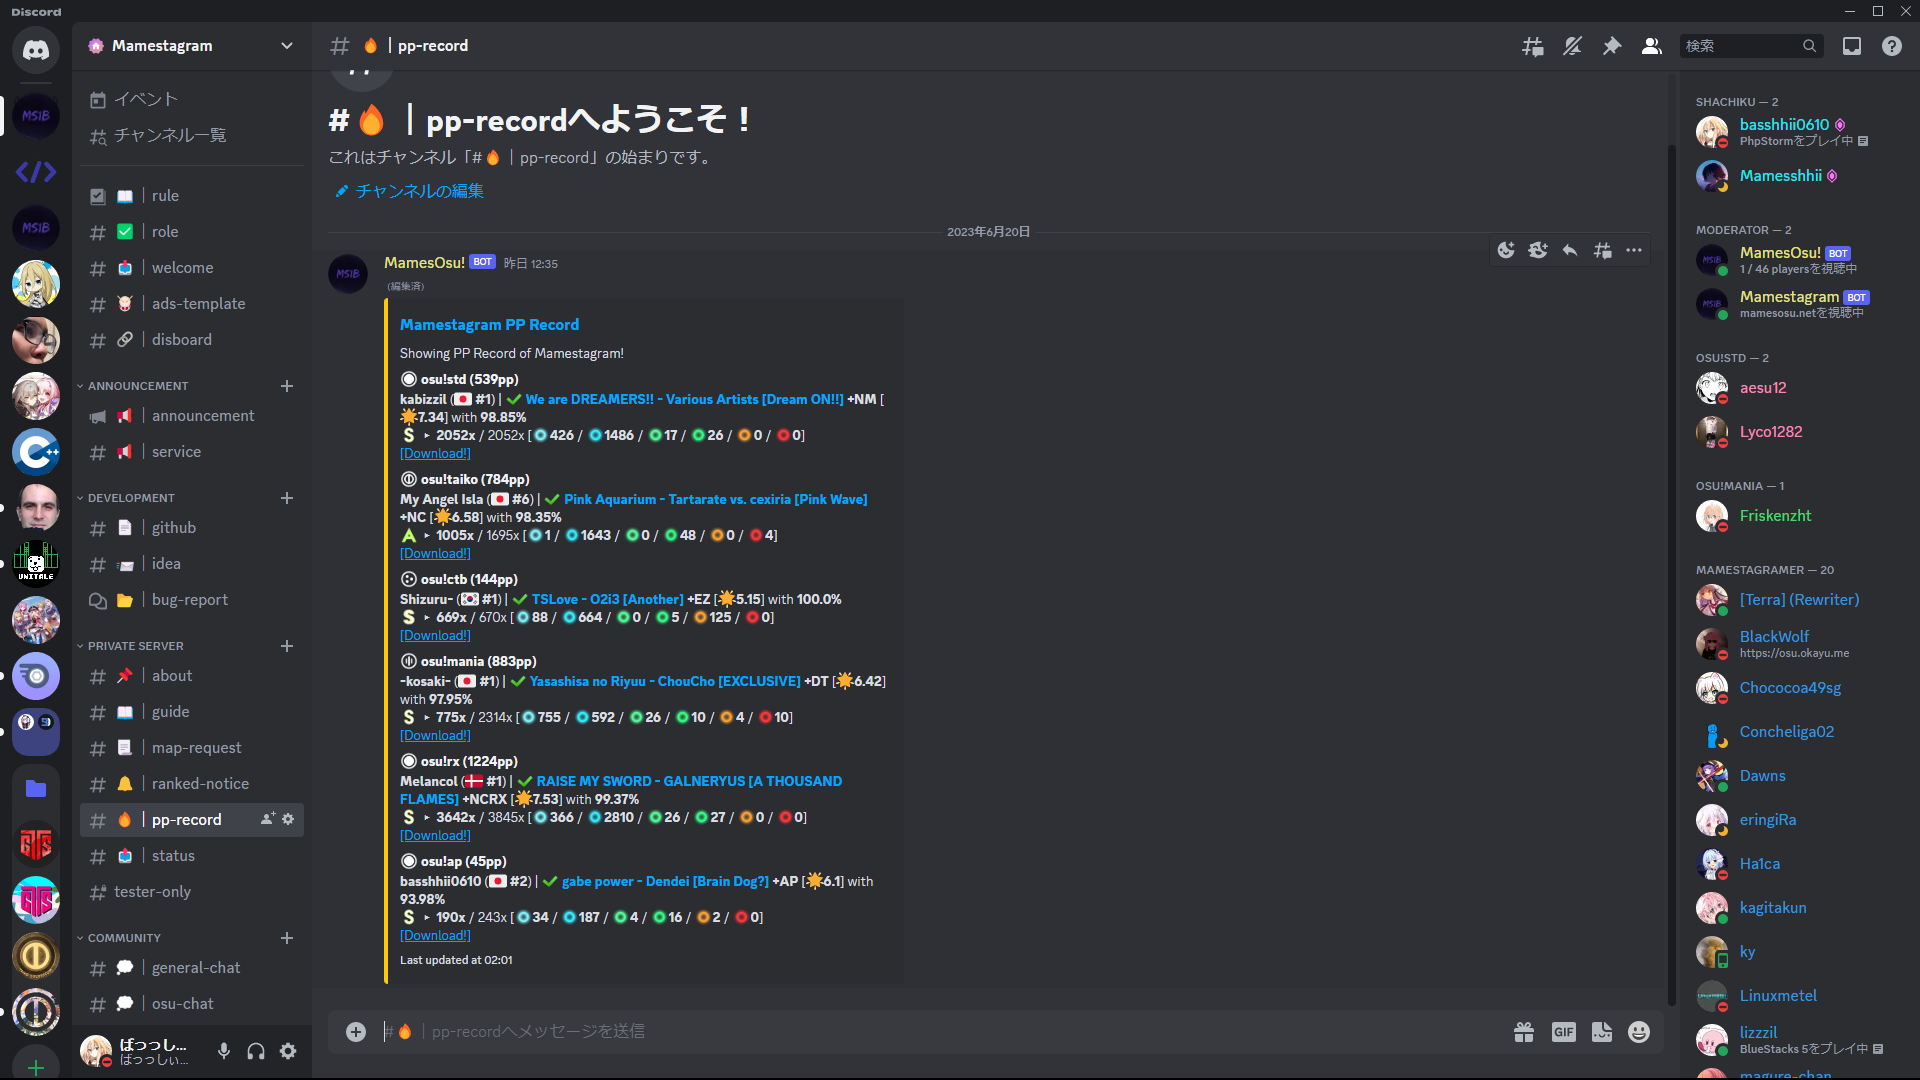 Discord
Mamestagram
イベント
チャンネル一覧
rule
role
welcome
ads-template
disboard
ANNOUNCEMENT
announcement
service
DEVELOPMENT
github
idea
bug-report
PRIVATE SERVER
about
guide
map-request
ranked-notice
pp-record
status
tester-only
COMMUNITY
general-chat
osu-chat
ばっっし...
ばっっしぃ...
MSIB
MSIB
UNITALE
#🔥｜pp-record
検索
#🔥｜pp-recordへようこそ！
これはチャンネル「#🔥｜pp-record」の始まりです。
チャンネルの編集
2023年6月20日
MSIB
MamesOsu! BOT 昨日 12:35
(編集済)
Mamestagram PP Record
Showing PP Record of Mamestagram!
osu!std (539pp)
kabizzil (🇯🇵 #1) | ✔ We are DREAMERS!! - Various Artists [Dream ON!!] +NM [
🌟7.34] with 98.85%
S ▸ 2052x / 2052x [ 426 / 1486 / 17 / 26 / 0 / 0]
[Download!]
osu!taiko (784pp)
My Angel Isla (🇯🇵 #6) | ✔ Pink Aquarium - Tartarate vs. cexiria [Pink Wave]
+NC [🌟6.58] with 98.35%
A ▸ 1005x / 1695x [ 1 / 1643 / 0 / 48 / 0 / 4]
[Download!]
osu!ctb (144pp)
Shizuru- (🇰🇷 #1) | ✔ TSLove - O2i3 [Another] +EZ [🌟5.15] with 100.0%
S ▸ 669x / 670x [ 88 / 664 / 0 / 5 / 125 / 0]
[Download!]
osu!mania (883pp)
-kosaki- (🇯🇵 #1) | ✔ Yasashisa no Riyuu - ChouCho [EXCLUSIVE] +DT [🌟6.42]
with 97.95%
S ▸ 775x / 2314x [ 755 / 592 / 26 / 10 / 4 / 10]
[Download!]
osu!rx (1224pp)
Melancol (🇩🇰 #1) | ✔ RAISE MY SWORD - GALNERYUS [A THOUSAND
FLAMES] +NCRX [🌟7.53] with 99.37%
S ▸ 3642x / 3845x [ 366 / 2810 / 26 / 27 / 0 / 0]
[Download!]
osu!ap (45pp)
basshhii0610 (🇯🇵 #2) | ✔ gabe power - Dendei [Brain Dog?] +AP [🌟6.1] with
93.98%
S ▸ 190x / 243x [ 34 / 187 / 4 / 16 / 2 / 0]
[Download!]
Last updated at 02:01
#🔥｜pp-recordへメッセージを送信
GIF
SHACHIKU — 2
basshhii0610
PhpStormをプレイ中
Mamesshhii
MODERATOR — 2
MamesOsu! BOT
1 / 46 playersを視聴中
Mamestagram BOT
mamesosu.netを視聴中
OSU!STD — 2
aesu12
Lyco1282
OSU!MANIA — 1
Friskenzht
MAMESTAGRAMER — 20
[Terra] (Rewriter)
BlackWolf
https://osu.okayu.me
Chococoa49sg
Concheliga02
Dawns
eringiRa
Ha1ca
kagitakun
ky
Linuxmetel
lizzzil
BlueStacks 5をプレイ中
magure-chan